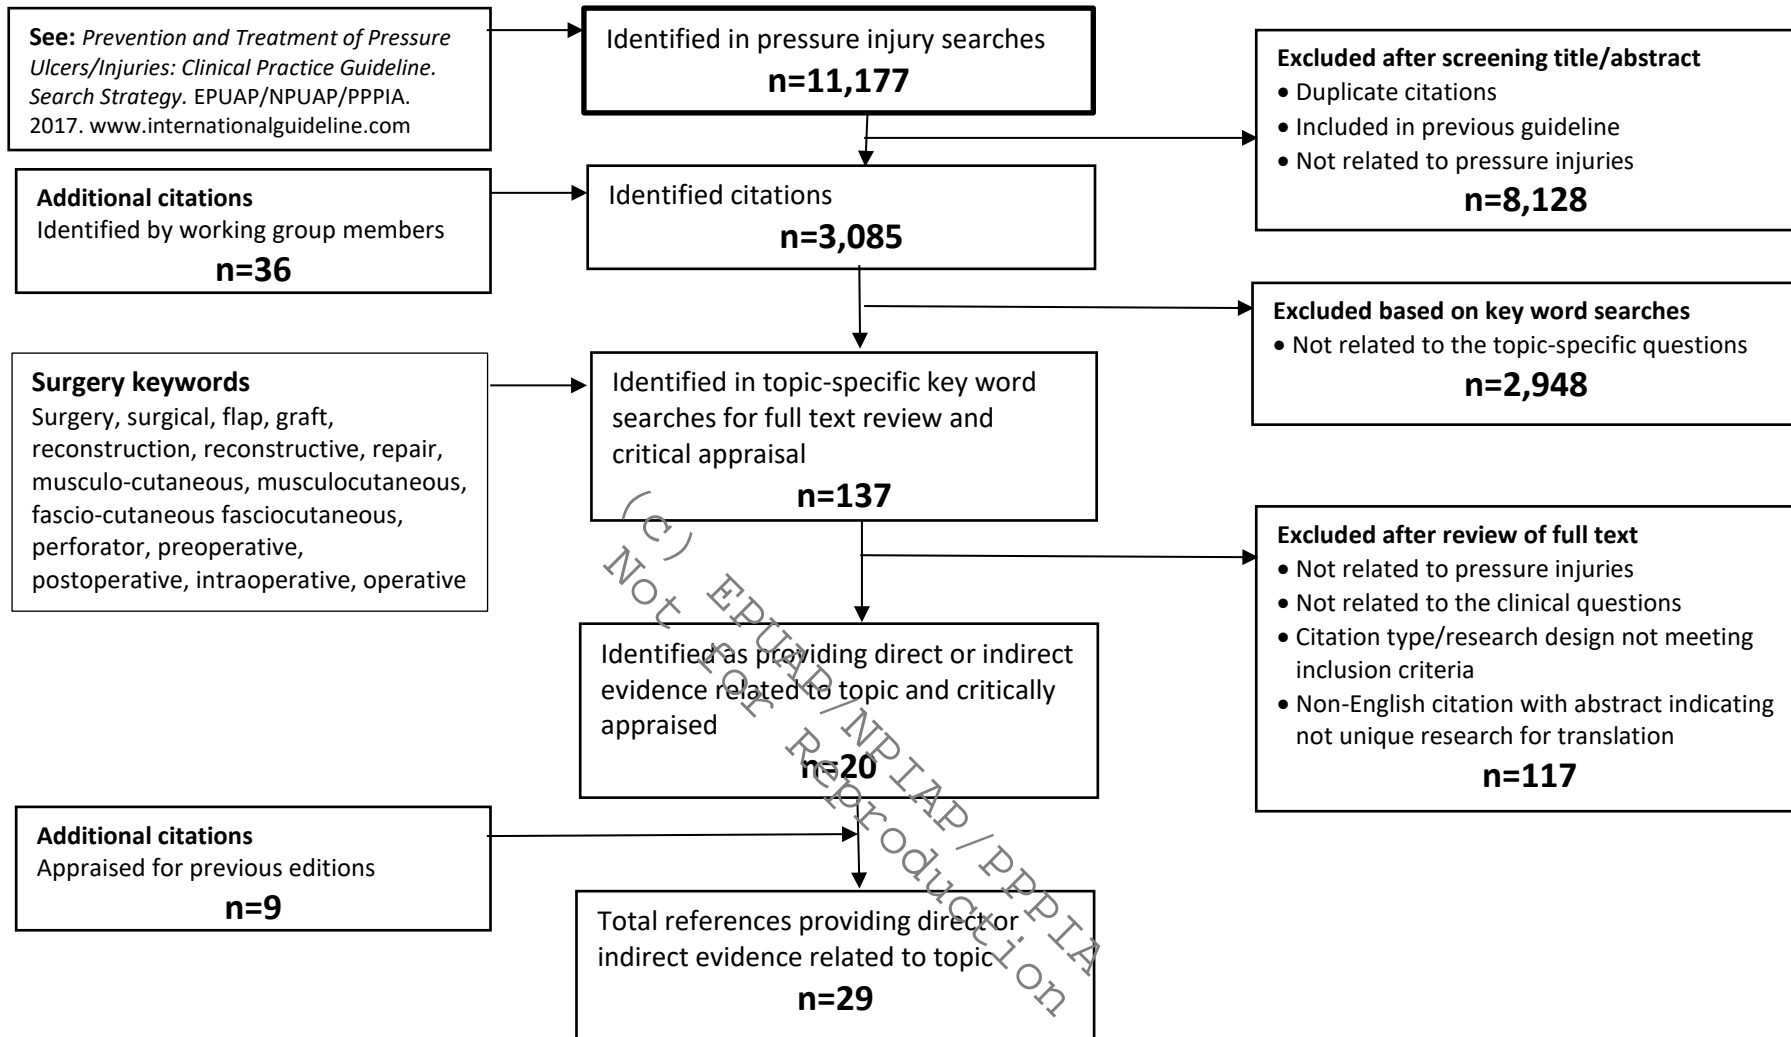 See: Prevention and Treatment of Pressure
Ulcers/Injuries: Clinical Practice Guideline.
Search Strategy. EPUAP/NPUAP/PPPIA.
2017. www.internationalguideline.com
Identified in pressure injury searches
n=11,177
Excluded after screening title/abstract
• Duplicate citations
• Included in previous guideline
• Not related to pressure injuries
n=8,128
Additional citations
Identified by working group members
n=36
Identified citations
n=3,085
Excluded based on key word searches
• Not related to the topic-specific questions
n=2,948
Surgery keywords
Surgery, surgical, flap, graft,
reconstruction, reconstructive, repair,
musculo-cutaneous, musculocutaneous,
fascio-cutaneous fasciocutaneous,
perforator, preoperative,
postoperative, intraoperative, operative
Identified in topic-specific key word
searches for full text review and
critical appraisal
n=137
Excluded after review of full text
• Not related to pressure injuries
• Not related to the clinical questions
• Citation type/research design not meeting
inclusion criteria
• Non-English citation with abstract indicating
not unique research for translation
n=117
Identified as providing direct or indirect
evidence related to topic and critically
appraised
n=20
Additional citations
Appraised for previous editions
n=9
Total references providing direct or
indirect evidence related to topic
n=29
(c) EPUAP/NPIAP/PPPIA
Not for Reproduction